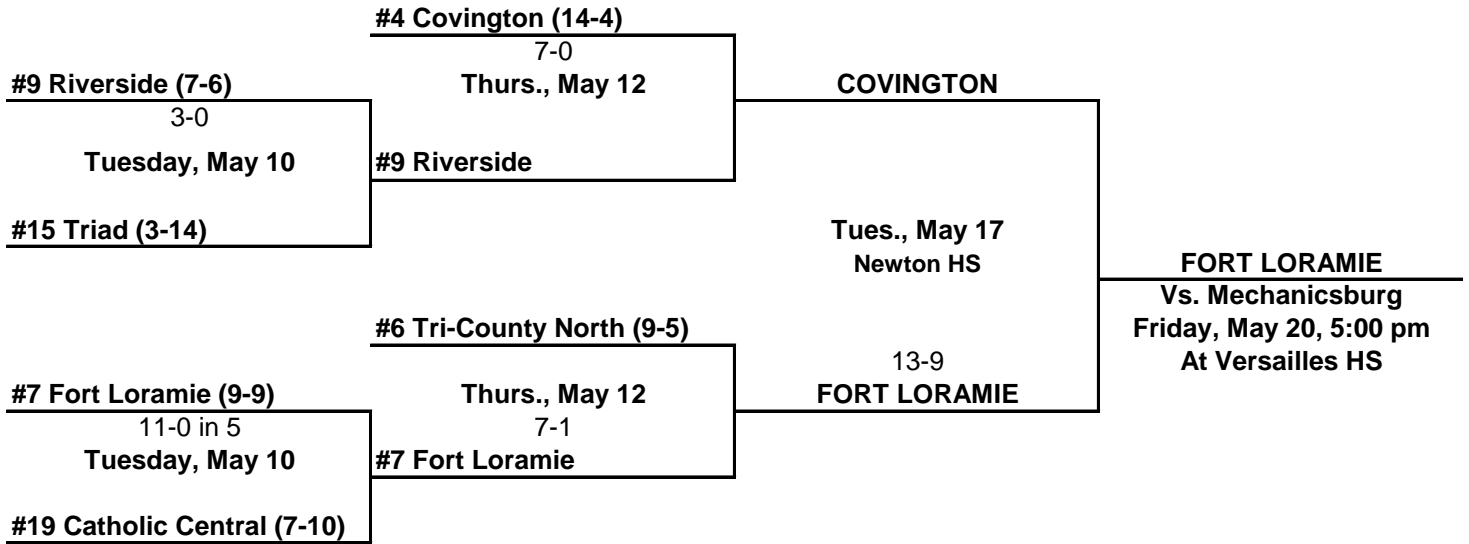 #4 Covington (14-4)
7-0
#9 Riverside (7-6)
Thurs., May 12
COVINGTON
3-0
Tuesday, May 10
#9 Riverside
#15 Triad (3-14)
Tues., May 17
Newton HS
FORT LORAMIE
Vs. Mechanicsburg
Friday, May 20, 5:00 pm
At Versailles HS
#6 Tri-County North (9-5)
13-9
#7 Fort Loramie (9-9)
Thurs., May 12
FORT LORAMIE
11-0 in 5
7-1
Tuesday, May 10
#7 Fort Loramie
#19 Catholic Central (7-10)